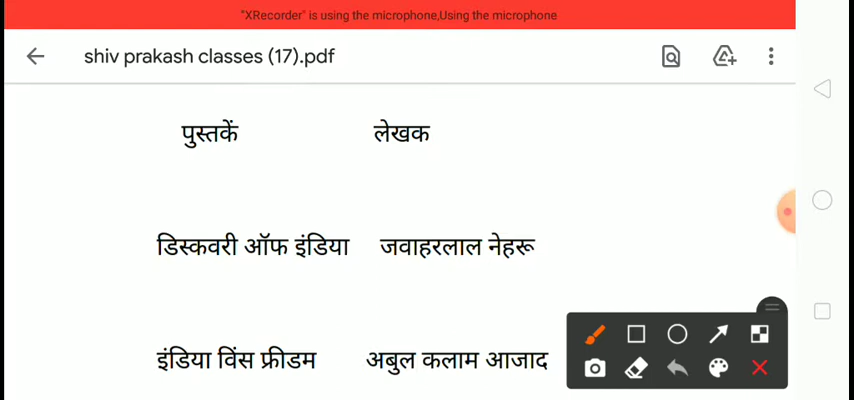 "XRecorder" is using the microphone,Using the microphone
shiv prakash classes (17).pdf
पुस्तकें लेखक
डिस्कवरी ऑफ इंडिया जवाहरलाल नेहरू
इंडिया विंस फ्रीडम अबुल कलाम आजाद